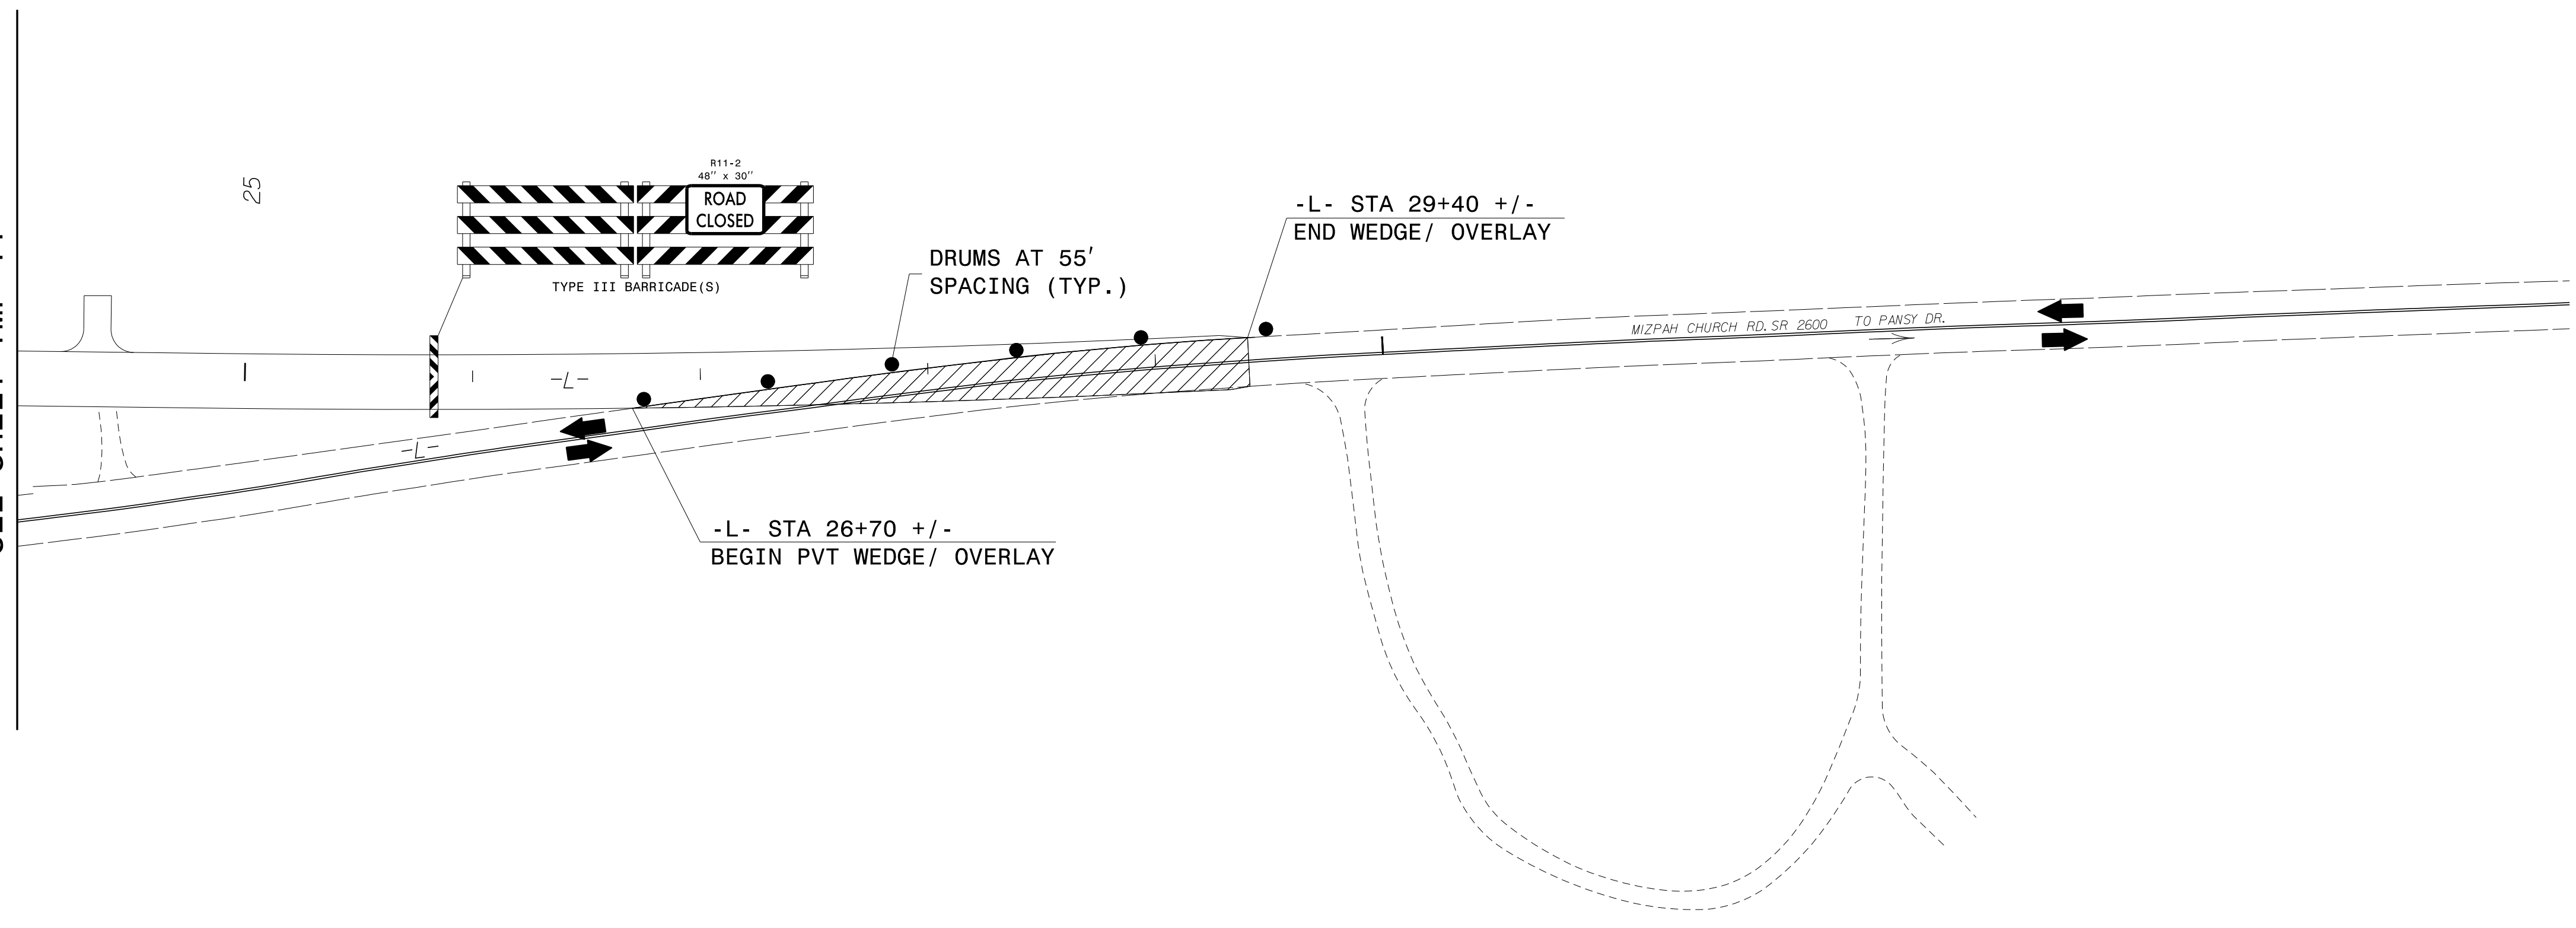 25
R11-2
48" x 30"
ROAD
CLOSED
TYPE III BARRICADE(S)
DRUMS AT 55'
SPACING (TYP.)
-L- STA 29+40 +/-
END WEDGE/ OVERLAY
MIZPAH CHURCH RD. SR 2600 TO PANSY DR.
-L-
-L-
-L- STA 26+70 +/-
BEGIN PVT WEDGE/ OVERLAY